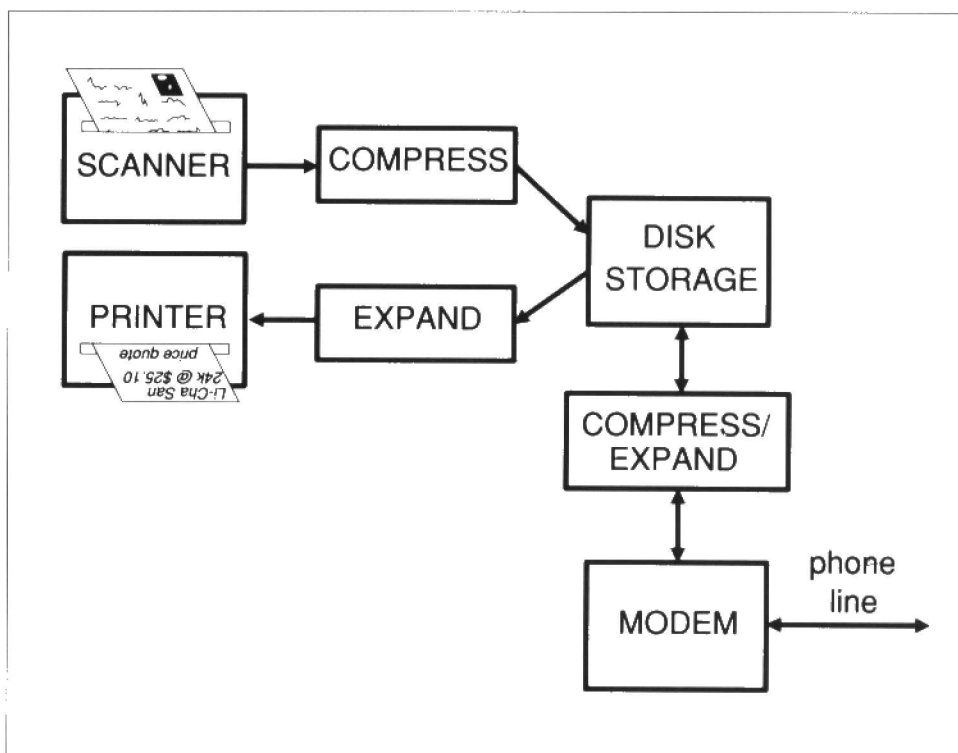 SCANNER
COMPRESS
DISK
STORAGE
PRINTER
price quote
24k @ $25.10
Li-Cha San
EXPAND
COMPRESS/
EXPAND
MODEM
phone
line